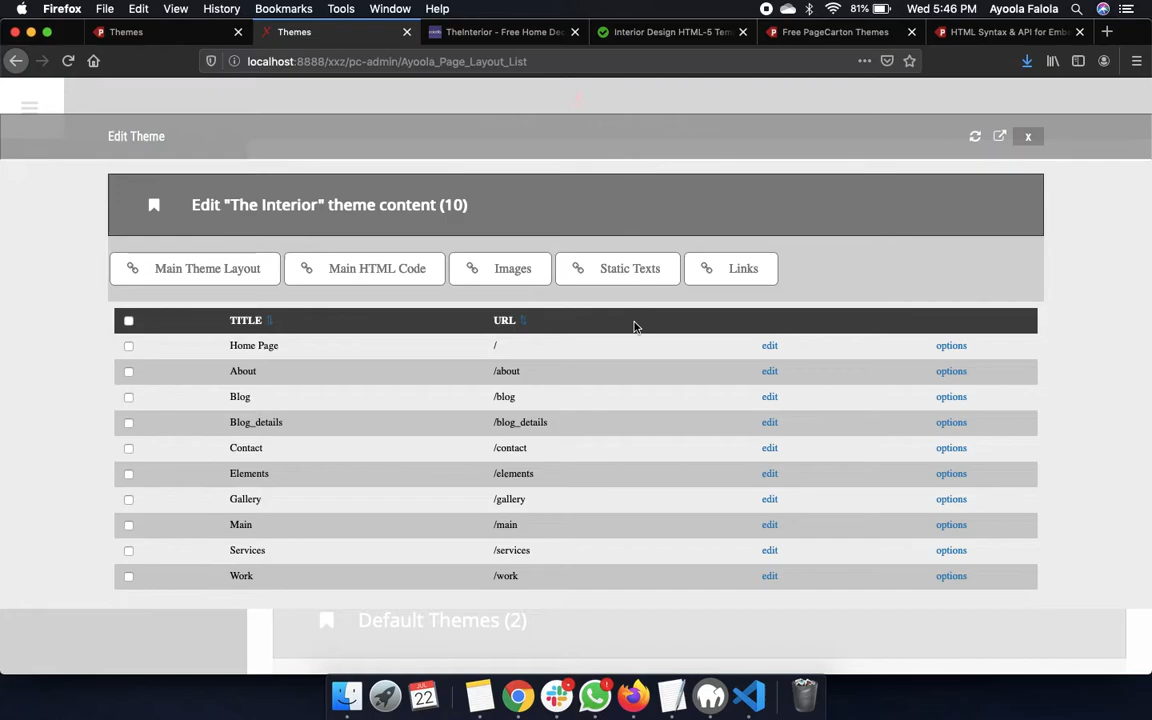 Firefox File Edit View History Bookmarks Tools Window Help 81% Wed 5:46 PM Ayoola Falola
Themes Themes TheInterior - Free Home Dec Interior Design HTML-5 Tem Free PageCarton Themes HTML Syntax & API for Emb
localhost:8888/xxz/pc-admin/Ayoola_Page_Layout_List
Edit Theme x
Edit "The Interior" theme content (10)
Main Theme Layout Main HTML Code Images Static Texts Links
TITLE URL
Home Page / edit options
About /about edit options
Blog /blog edit options
Blog_details /blog_details edit options
Contact /contact edit options
Elements /elements edit options
Gallery /gallery edit options
Main /main edit options
Services /services edit options
Work /work edit options
Default Themes (2)
JUL
22